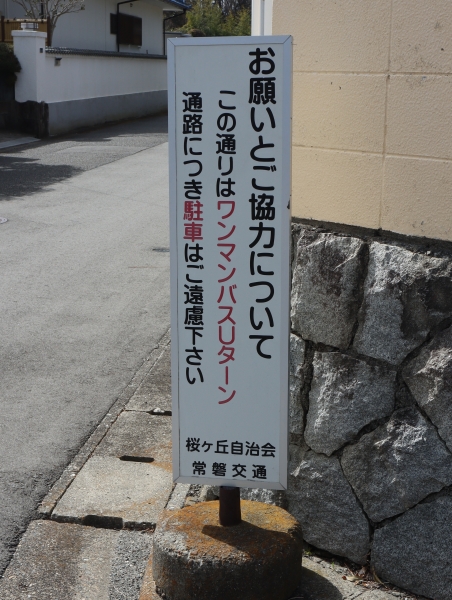 お願いとご協力について
この通りはワンマンバスUターン
通路につき駐車はご遠慮下さい
桜ヶ丘自治会
常磐交通